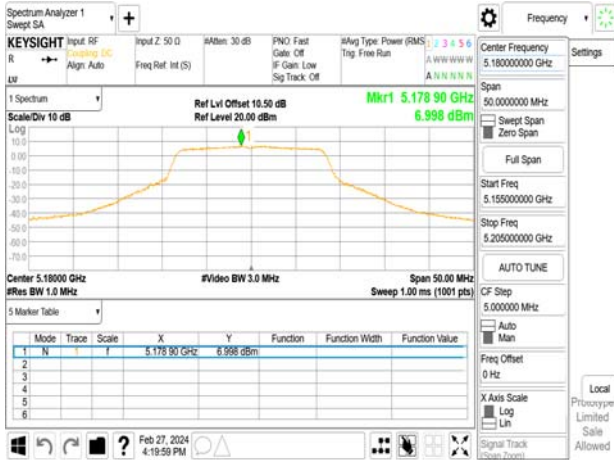 Spectrum Analyzer 1
Swept SA
+
Frequency
KEYSIGHT
R
Input: RF
Coupling: DC
Align: Auto
Input Z: 50 Ω
Freq Ref: Int (S)
#Atten: 30 dB
PNO: Fast
Gate: Off
IF Gain: Low
Sig Track: Off
#Avg Type: Power (RMS
Trig: Free Run
1 2 3 4 5 6
A W W W W W
A N N N N N
1 Spectrum
Scale/Div 10 dB
Ref Lvl Offset 10.50 dB
Ref Level 20.00 dBm
Mkr1 5.178 90 GHz
6.998 dBm
Log
10.0
0.00
-10.0
-20.0
-30.0
-40.0
-50.0
-60.0
-70.0
1
Center 5.18000 GHz
#Res BW 1.0 MHz
#Video BW 3.0 MHz
Span 50.00 MHz
Sweep 1.00 ms (1001 pts)
5 Marker Table
Mode Trace Scale X Y Function Function Width Function Value
1 N 1 f 5.178 90 GHz 6.998 dBm
2
3
4
5
6
Feb 27, 2024
4:19:59 PM
Center Frequency
5.180000000 GHz
Span
50.0000000 MHz
Swept Span
Zero Span
Full Span
Start Freq
5.155000000 GHz
Stop Freq
5.205000000 GHz
AUTO TUNE
CF Step
5.000000 MHz
Auto
Man
Freq Offset
0 Hz
X Axis Scale
Log
Lin
Signal Track
(Span Zoom)
Settings
Local
Prototype
Limited
Sale
Allowed